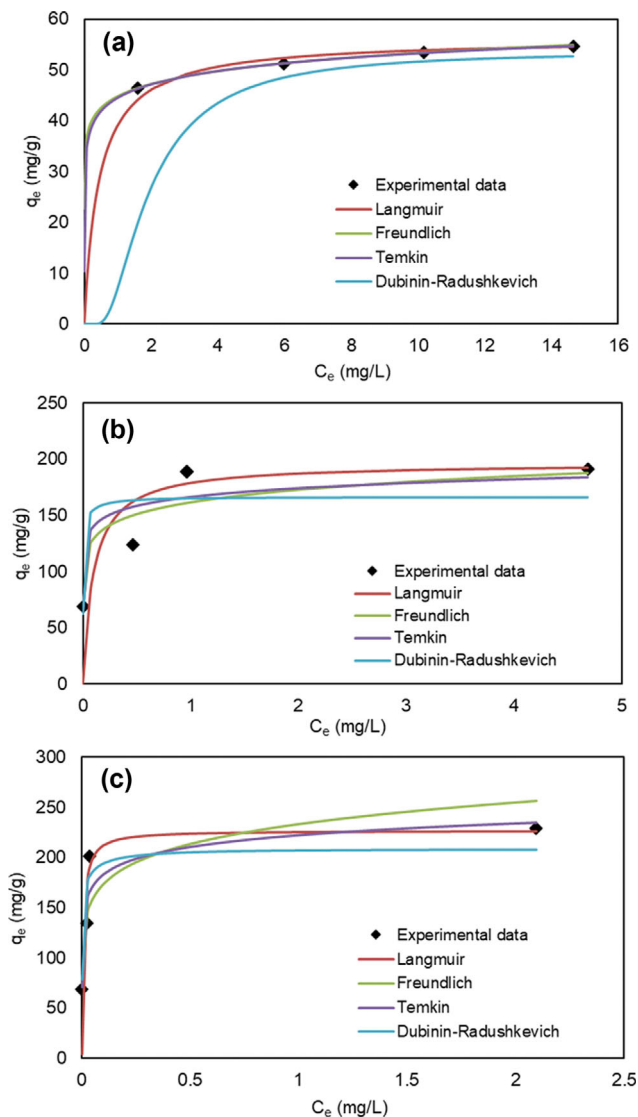 (a)
60
50
40
30
20
10
0
qe (mg/g)
Experimental data
Langmuir
Freundlich
Temkin
Dubinin-Radushkevich
0 2 4 6 8 10 12 14 16
Ce (mg/L)
(b)
250
200
150
100
50
0
qe (mg/g)
Experimental data
Langmuir
Freundlich
Temkin
Dubinin-Radushkevich
0 1 2 3 4 5
Ce (mg/L)
(c)
300
250
200
150
100
50
0
qe (mg/g)
Experimental data
Langmuir
Freundlich
Temkin
Dubinin-Radushkevich
0 0.5 1 1.5 2 2.5
Ce (mg/L)